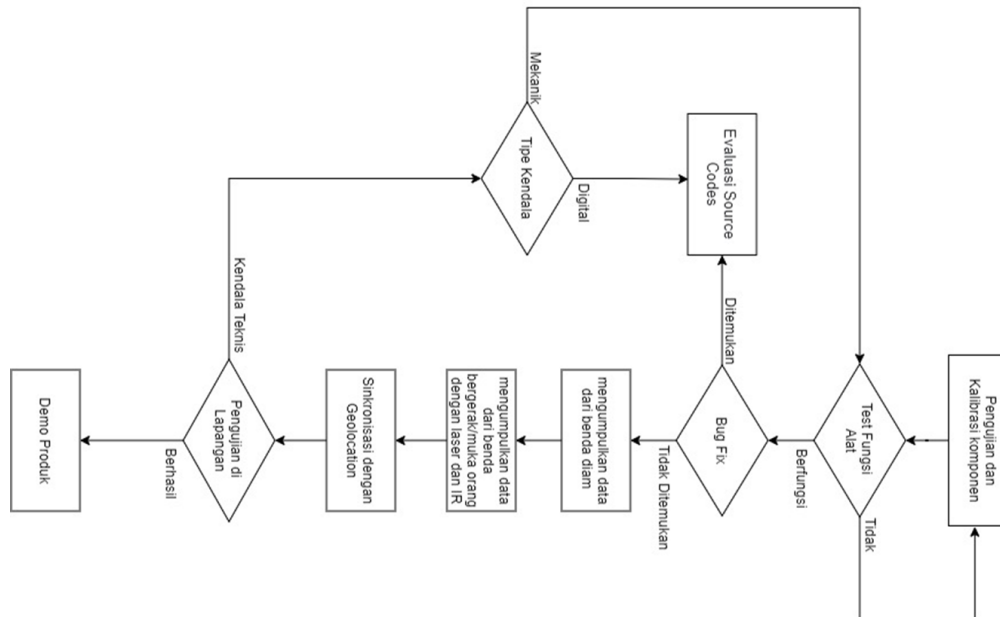 Pengujian dan
Kalibrasi komponen
Test Fungsi
Alat
Tidak
Berfungsi
Bug Fix
Ditemukan
Tidak Ditemukan
Evaluasi Source
Codes
mengumpulkan data
dari benda diam
mengumpulkan data
dari benda
bergerak/muka orang
dengan laser dan IR
Sinkronisasi dengan
Geolocation
Pengujian di
Lapangan
Kendala Teknis
Berhasil
Tipe Kendala
Mekanik
Digital
Demo Produk